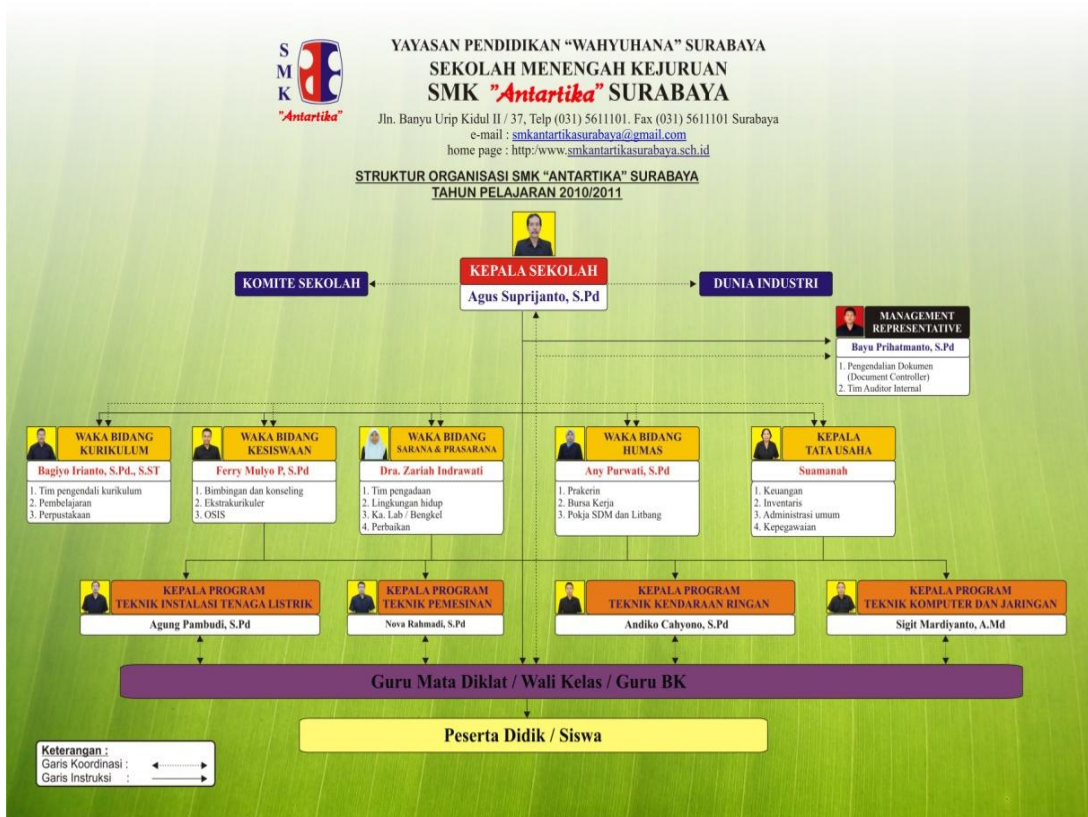 S
M
K
"Antartika"
YAYASAN PENDIDIKAN “WAHYUHANA” SURABAYA
SEKOLAH MENENGAH KEJURUAN
SMK "Antartika" SURABAYA
Jln. Banyu Urip Kidul II / 37, Telp (031) 5611101. Fax (031) 5611101 Surabaya
e-mail : smkantartikasurabaya@gmail.com
home page : http:/www.smkantartikasurabaya.sch.id
STRUKTUR ORGANISASI SMK “ANTARTIKA” SURABAYA
TAHUN PELAJARAN 2010/2011
KEPALA SEKOLAH
Agus Suprijanto, S.Pd
KOMITE SEKOLAH
DUNIA INDUSTRI
MANAGEMENT
REPRESENTATIVE
Bayu Prihatmanto, S.Pd
1. Pengendalian Dokumen
(Document Controller)
2. Tim Auditor Internal
WAKA BIDANG
KURIKULUM
Bagiyo Irianto, S.Pd., S.ST
1. Tim pengendali kurikulum
2. Pembelajaran
3. Perpustakaan
WAKA BIDANG
KESISWAAN
Ferry Mulyo P, S.Pd
1. Bimbingan dan konseling
2. Ekstrakurikuler
3. OSIS
WAKA BIDANG
SARANA & PRASARANA
Dra. Zariah Indrawati
1. Tim pengadaan
2. Lingkungan hidup
3. Ka. Lab / Bengkel
4. Perbaikan
WAKA BIDANG
HUMAS
Any Purwati, S.Pd
1. Prakerin
2. Bursa Kerja
3. Pokja SDM dan Litbang
KEPALA
TATA USAHA
Suamanah
1. Keuangan
2. Inventaris
3. Administrasi umum
4. Kepegawaian
KEPALA PROGRAM
TEKNIK INSTALASI TENAGA LISTRIK
Agung Pambudi, S.Pd
KEPALA PROGRAM
TEKNIK PEMESINAN
Nova Rahmadi, S.Pd
KEPALA PROGRAM
TEKNIK KENDARAAN RINGAN
Andiko Cahyono, S.Pd
KEPALA PROGRAM
TEKNIK KOMPUTER DAN JARINGAN
Sigit Mardiyanto, A.Md
Guru Mata Diklat / Wali Kelas / Guru BK
Peserta Didik / Siswa
Keterangan :
Garis Koordinasi :
Garis Instruksi :